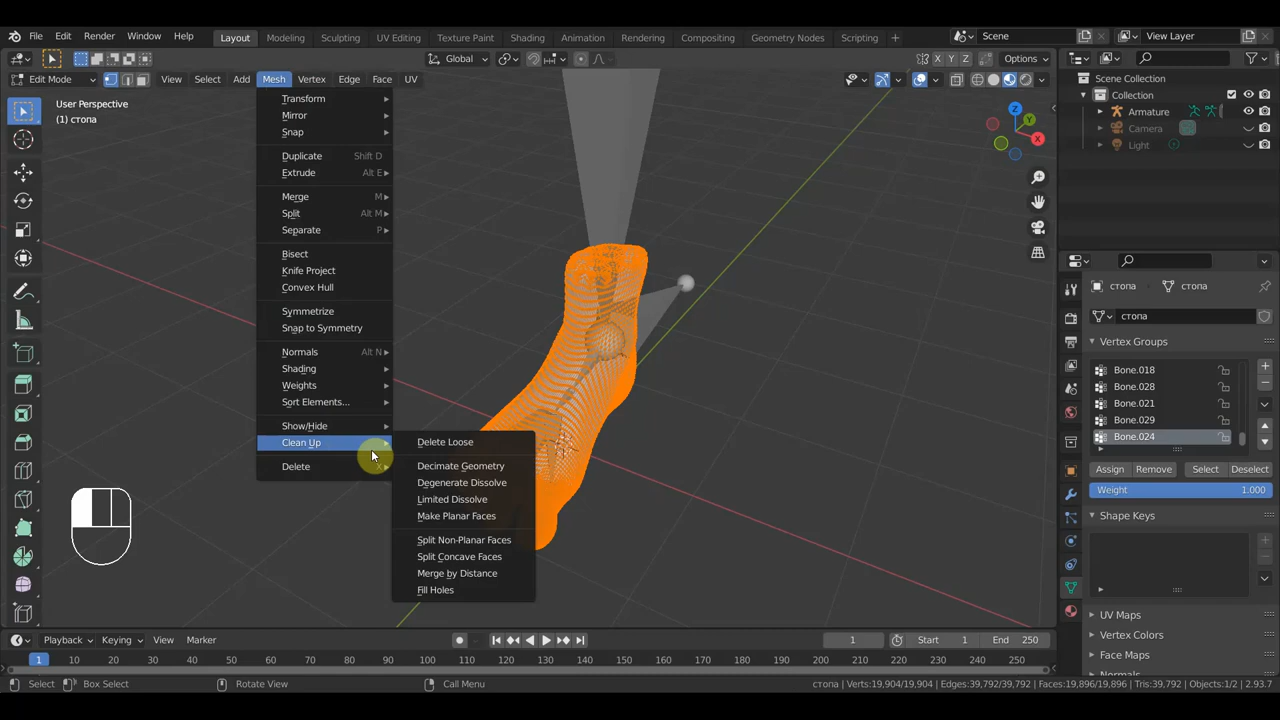 File Edit Render Window Help Layout Modeling Sculpting UV Editing Texture Paint Shading Animation Rendering Compositing Geometry Nodes Scripting + Scene View Layer
Global X Y Z Options
Edit Mode View Select Add Mesh Vertex Edge Face UV
User Perspective
(1) стопа
Transform
Mirror
Snap
Duplicate Shift D
Extrude Alt E
Merge M
Split Alt M
Separate P
Bisect
Knife Project
Convex Hull
Symmetrize
Snap to Symmetry
Normals Alt N
Shading
Weights
Sort Elements...
Show/Hide
Clean Up
Delete X
Delete Loose
Decimate Geometry
Degenerate Dissolve
Limited Dissolve
Make Planar Faces
Split Non-Planar Faces
Split Concave Faces
Merge by Distance
Fill Holes
Z
Y
X
Scene Collection
Collection
Armature
Camera
Light
стопа стопа
стопа
Vertex Groups
Bone.018
Bone.028
Bone.021
Bone.029
Bone.024
Assign Remove Select Deselect
Weight 1.000
Shape Keys
UV Maps
Vertex Colors
Face Maps
Normals
Playback Keying View Marker 1 Start 1 End 250
1 10 20 30 40 50 60 70 80 90 100 110 120 130 140 150 160 170 180 190 200 210 220 230 240 250
Select Box Select Rotate View Call Menu стопа | Verts:19,904/19,904 | Edges:39,792/39,792 | Faces:19,896/19,896 | Tris:39,792 | Objects:1/2 | 2.93.7